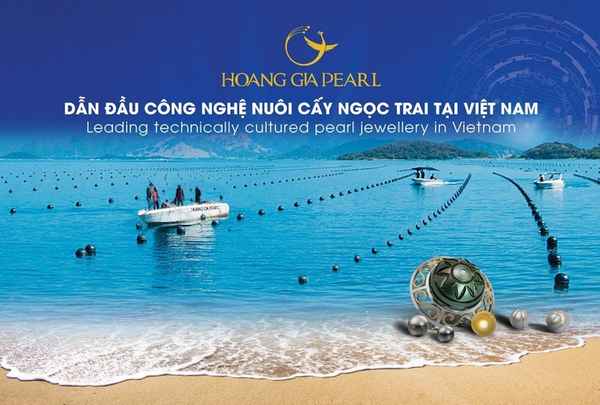 HOANG GIA PEARL
DẪN ĐẦU CÔNG NGHỆ NUÔI CẤY NGỌC TRAI TẠI VIỆT NAM
Leading technically cultured pearl jewellery in Vietnam